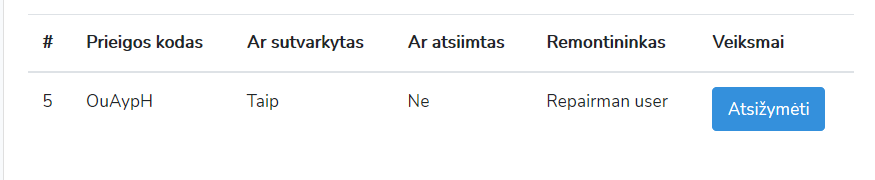 # Prieigos kodas Ar sutvarkytas Ar atsiimtas Remontininkas Veiksmai
5 OuAypH Taip Ne Repairman user Atsižymėti